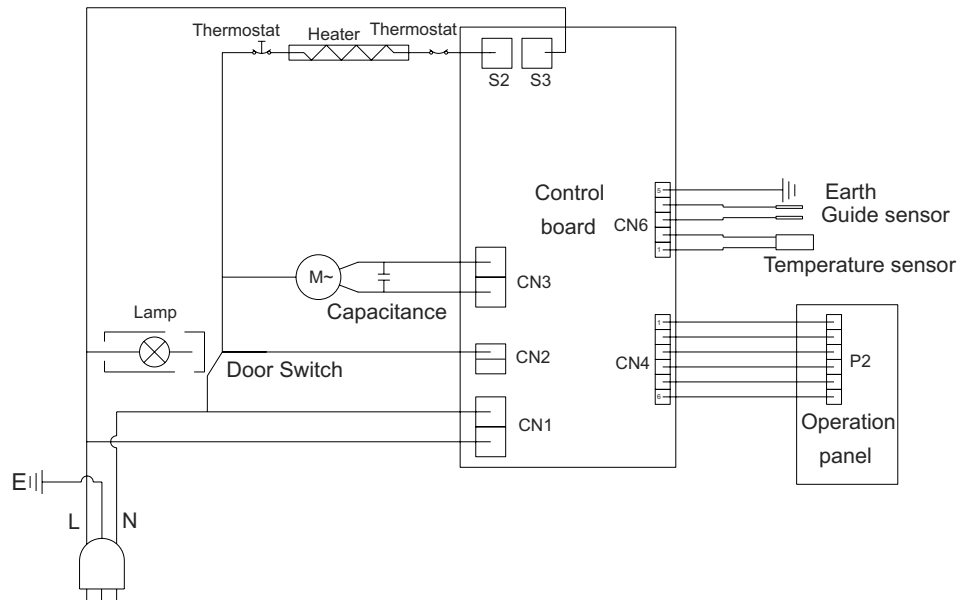 Thermostat
Heater
Thermostat
S2
S3
Control
board
5
CN6
1
Earth
Guide sensor
Temperature sensor
M~
CN3
Capacitance
Lamp
Door Switch
CN2
CN1
1
CN4
6
P2
Operation
panel
E
L
N